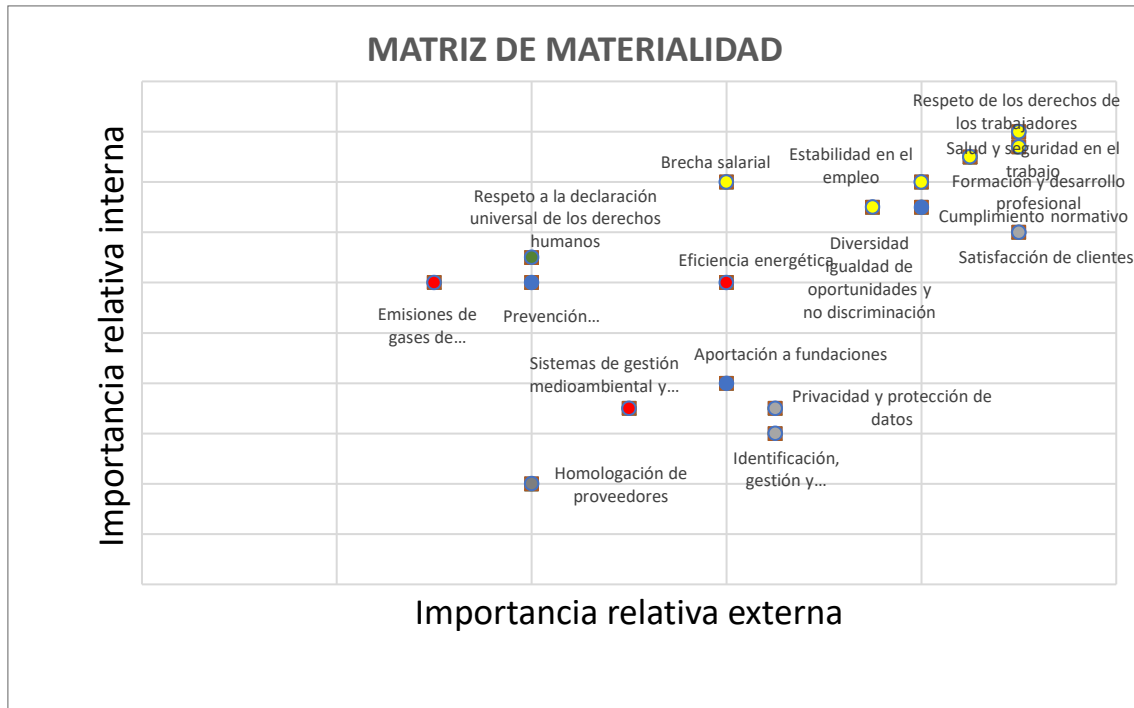 MATRIZ DE MATERIALIDAD
Importancia relativa interna
Respeto de los derechos de
los trabajadores
Salud y seguridad en el
trabajo
Brecha salarial
Estabilidad en el
empleo
Formación y desarrollo
profesional
Respeto a la declaración
universal de los derechos
humanos
Cumplimiento normativo
Diversidad
igualdad de
oportunidades y
no discriminación
Satisfacción de clientes
Eficiencia energética
Emisiones de
gases de...
Prevención...
Sistemas de gestión
medioambiental y...
Aportación a fundaciones
Privacidad y protección de
datos
Identificación,
gestión y...
Homologación de
proveedores
Importancia relativa externa